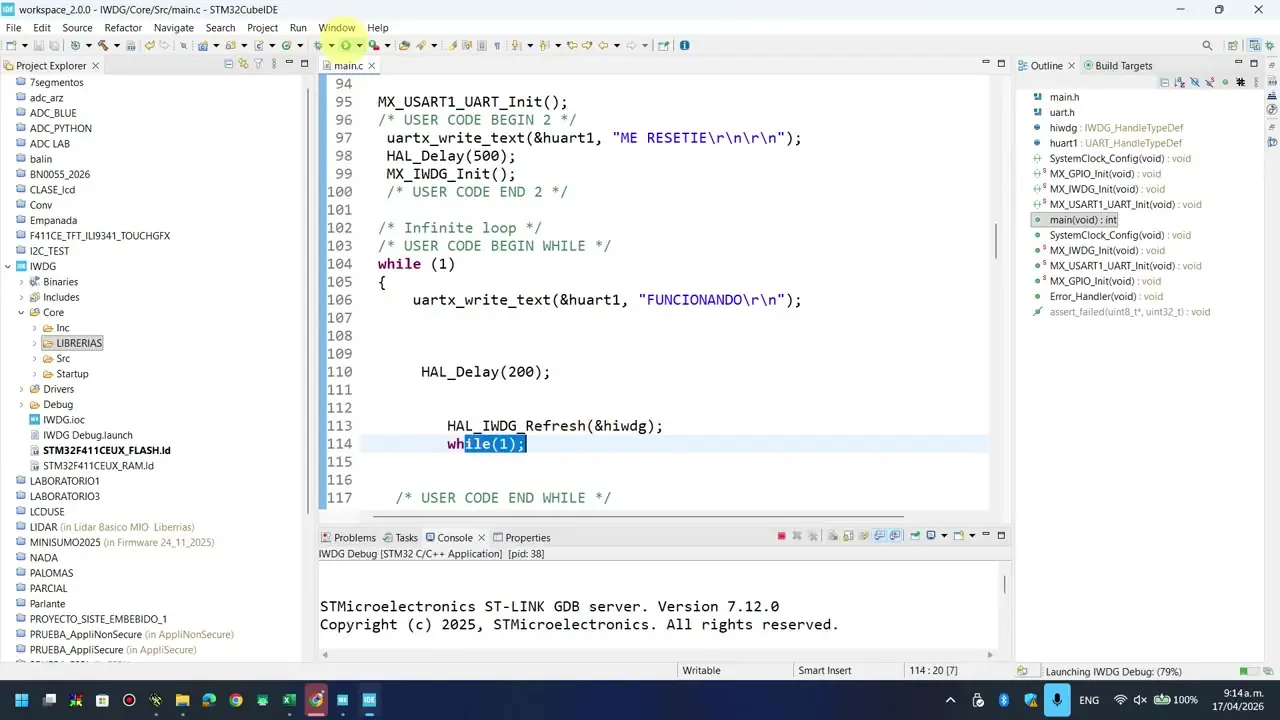 workspace_2.0.0 - IWDG/Core/Src/main.c - STM32CubeIDE
File Edit Source Refactor Navigate Search Project Run Window Help
Project Explorer
main.c
Outline
Build Targets
7segmentos
adc_arz
ADC_BLUE
ADC_PYTHON
ADC LAB
balin
BN0055_2026
CLASE_lcd
Conv
Empanada
F411CE_TFT_ILI9341_TOUCHGFX
I2C_TEST
IWDG
Binaries
Includes
Core
Inc
LIBRERIAS
Src
Startup
Drivers
Debug
IWDG.ioc
IWDG Debug.launch
STM32F411CEUX_FLASH.ld
STM32F411CEUX_RAM.ld
LABORATORIO1
LABORATORIO3
LCDUSE
LIDAR (in Lidar Basico MIO Liberrias)
MINISUMO2025 (in Firmware 24_11_2025)
NADA
PALOMAS
PARCIAL
Parlante
PROYECTO_SISTE_EMBEBIDO_1
PRUEBA_AppliNonSecure (in AppliNonSecure)
PRUEBA_AppliSecure (in AppliSecure)
94
95 MX_USART1_UART_Init();
96 /* USER CODE BEGIN 2 */
97 uartx_write_text(&huart1, "ME RESETIE\r\n\r\n");
98 HAL_Delay(500);
99 MX_IWDG_Init();
100 /* USER CODE END 2 */
101
102 /* Infinite loop */
103 /* USER CODE BEGIN WHILE */
104 while (1)
105 {
106 uartx_write_text(&huart1, "FUNCIONANDO\r\n");
107
108
109
110 HAL_Delay(200);
111
112
113 HAL_IWDG_Refresh(&hiwdg);
114 while(1);
115
116
117 /* USER CODE END WHILE */
main.h
uart.h
hiwdg : IWDG_HandleTypeDef
huart1 : UART_HandleTypeDef
SystemClock_Config(void) : void
MX_GPIO_Init(void) : void
MX_IWDG_Init(void) : void
MX_USART1_UART_Init(void) : void
main(void) : int
SystemClock_Config(void) : void
MX_IWDG_Init(void) : void
MX_USART1_UART_Init(void) : void
MX_GPIO_Init(void) : void
Error_Handler(void) : void
assert_failed(uint8_t*, uint32_t) : void
Problems Tasks Console Properties
IWDG Debug [STM32 C/C++ Application] [pid: 38]
STMicroelectronics ST-LINK GDB server. Version 7.12.0
Copyright (c) 2025, STMicroelectronics. All rights reserved.
Writable Smart Insert 114 : 20 [7] Launching IWDG Debug: (79%)
ENG 100% 9:14 a.m.
17/04/2026